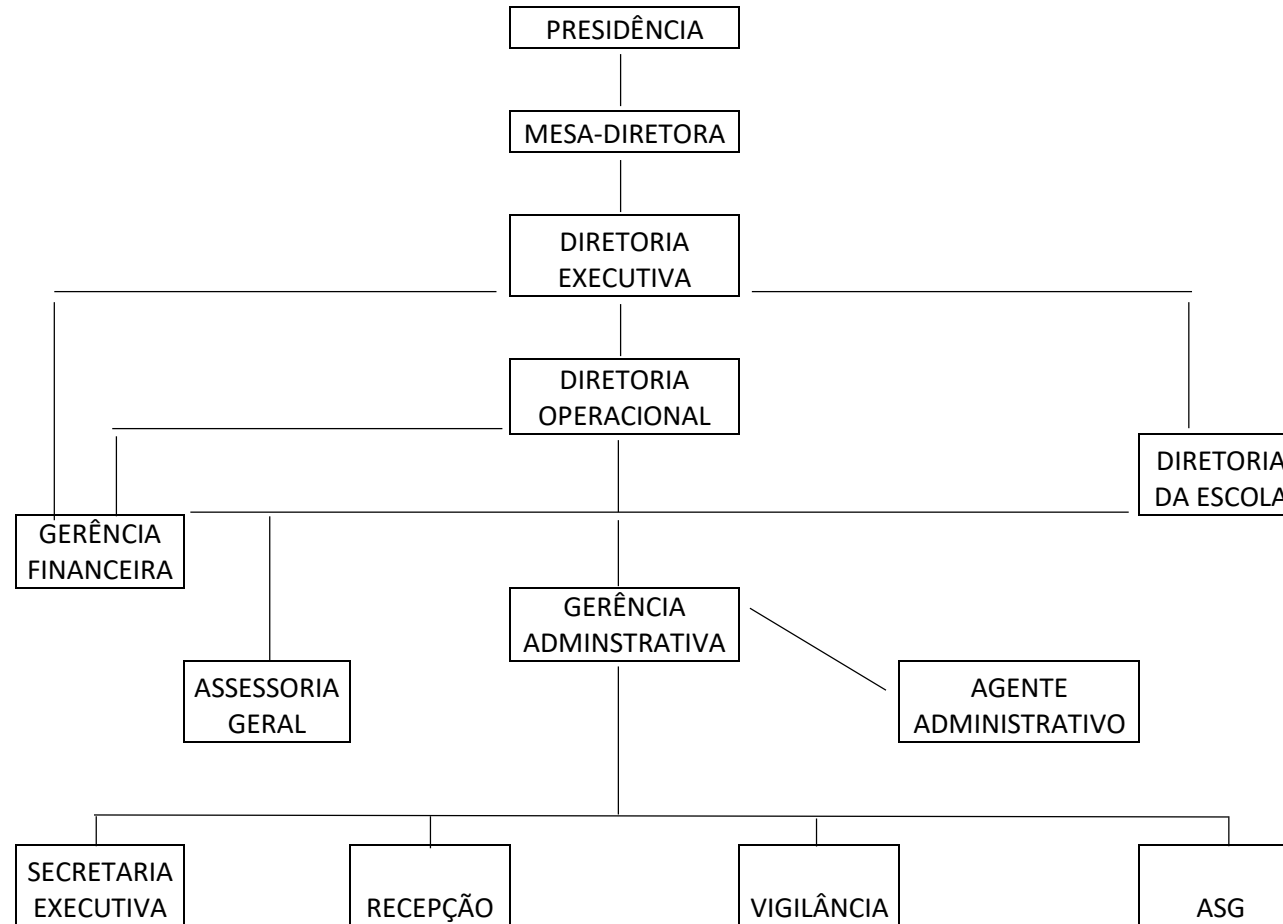 PRESIDÊNCIA
MESA-DIRETORA
DIRETORIA
EXECUTIVA
DIRETORIA
OPERACIONAL
DIRETORIA
DA ESCOLA
GERÊNCIA
FINANCEIRA
GERÊNCIA
ADMINSTRATIVA
ASSESSORIA
GERAL
AGENTE
ADMINISTRATIVO
SECRETARIA
EXECUTIVA
RECEPÇÃO
VIGILÂNCIA
ASG